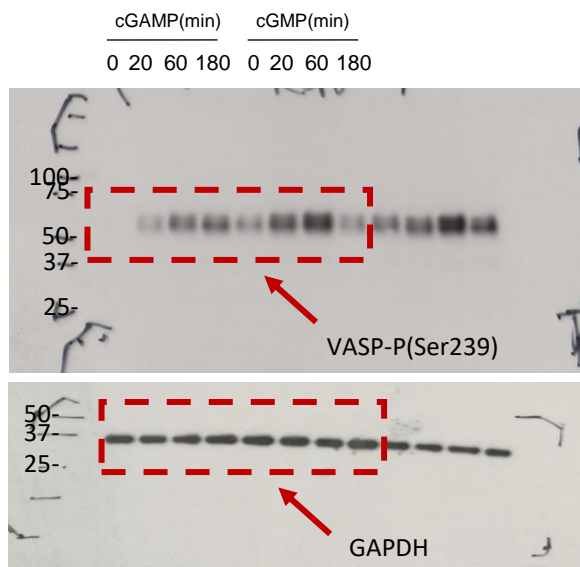 cGAMP(min) cGMP(min)
0 20 60 180 0 20 60 180
100-
75-
50-
37-
25-
VASP-P(Ser239)
50-
37-
25-
GAPDH